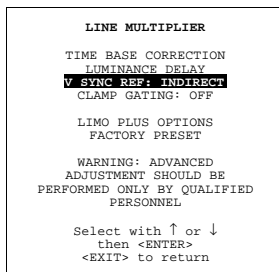 LINE MULTIPLIER
TIME BASE CORRECTION
LUMINANCE DELAY
V SYNC REF: INDIRECT
CLAMP GATING: OFF
LIMO PLUS OPTIONS
FACTORY PRESET
WARNING: ADVANCED
ADJUSTMENT SHOULD BE
PERFORMED ONLY BY QUALIFIED
PERSONNEL
Select with ↑ or ↓
then <ENTER>
<EXIT> to return